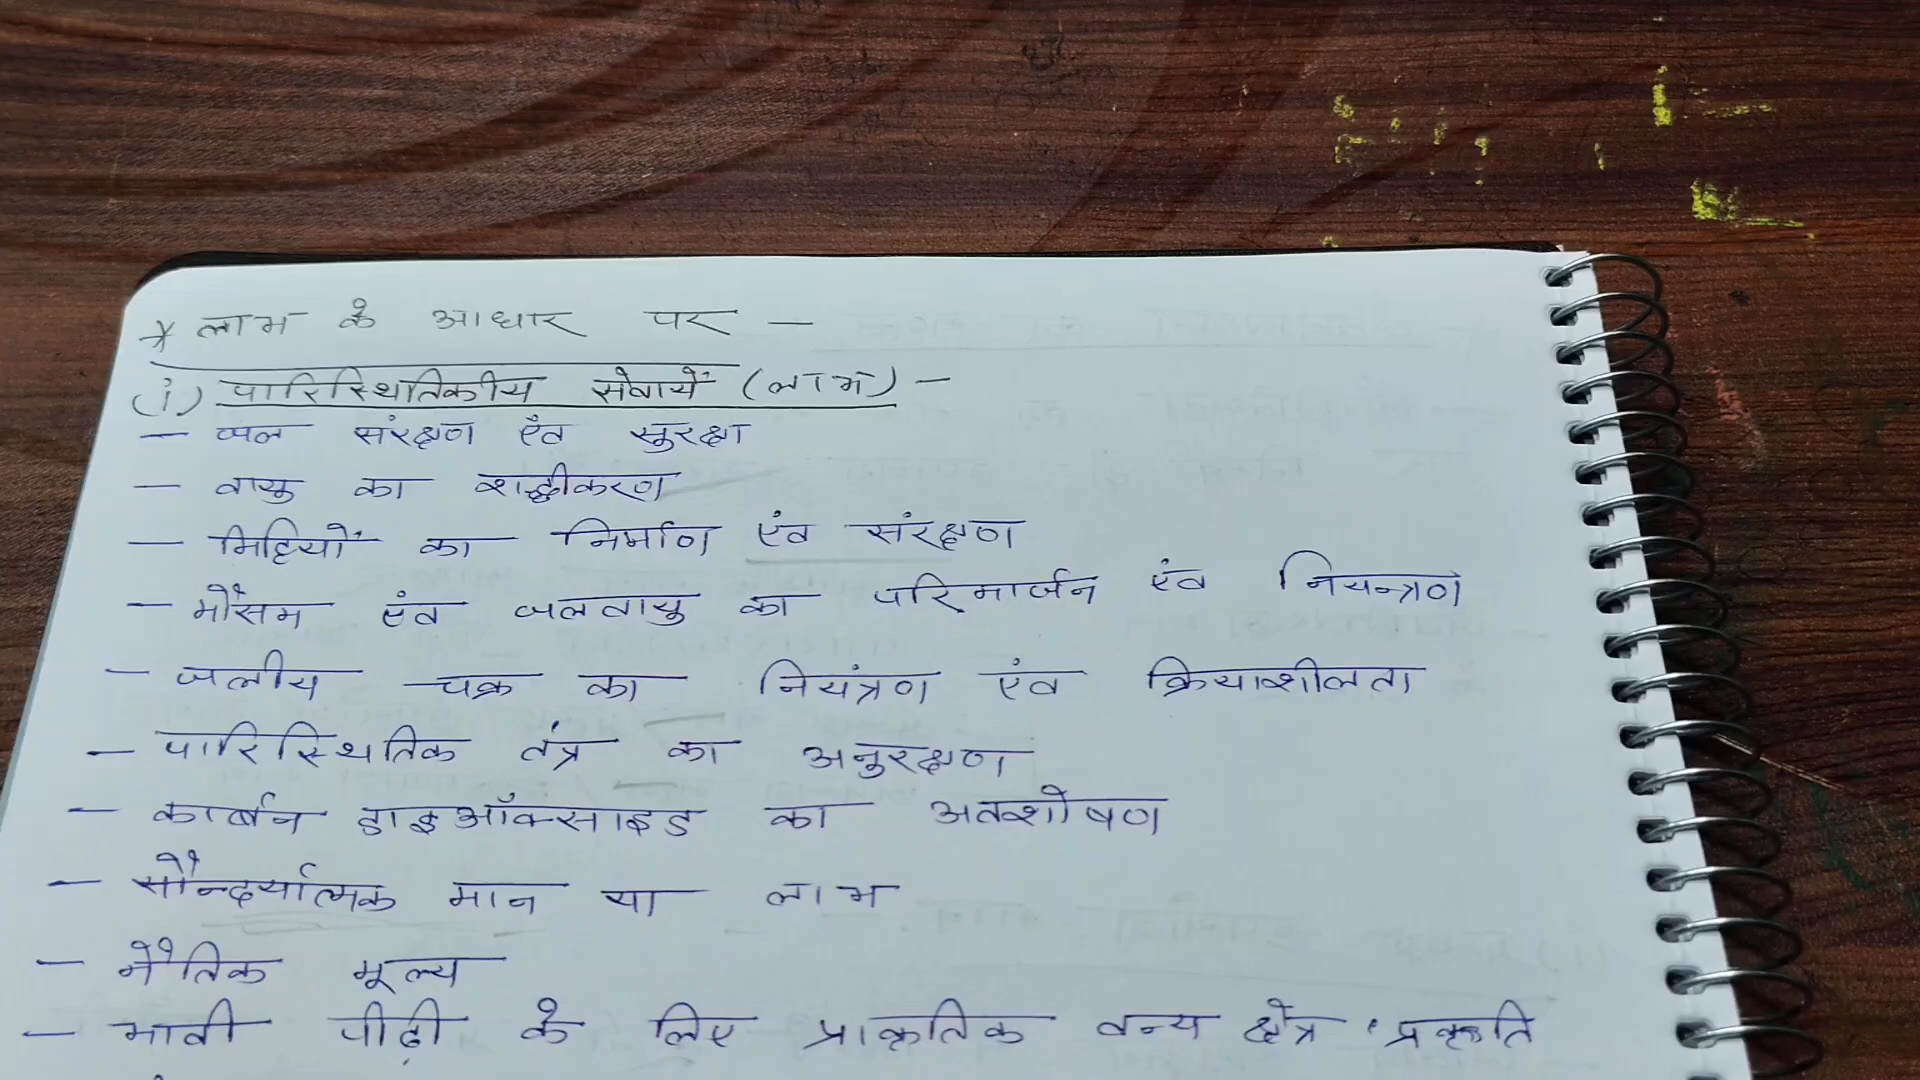 * लाभ के आधार पर —
(i) पारिस्थितिकीय सेवायें (लाभ) —
— जल संरक्षण एंव सुरक्षा
— वायु का शद्धीकरण
— मिट्टियों का निर्माण एंव संरक्षण
— मौसम एंव जलवायु का परिमार्जन एंव नियन्त्रण
— जलीय चक्र का नियंत्रण एंव क्रियाशीलता
— पारिस्थितिक तंत्र का अनुरक्षण
— कार्बन डाइऑक्साइड का अवशोषण
— सौन्दर्यात्मक मान या लाभ
— नैतिक मूल्य
— भावी पीढ़ी के लिए प्राकृतिक वन्य क्षेत्र, प्रकृति